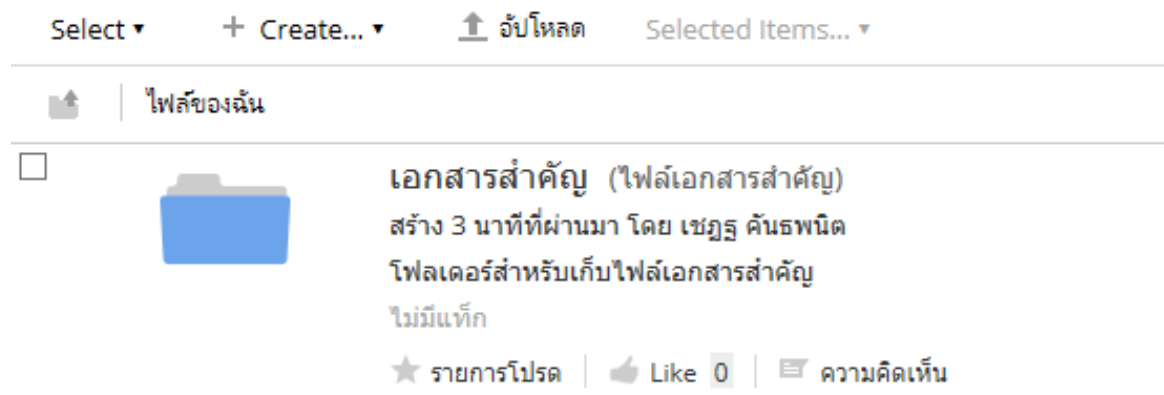 Select ▾ + Create... ▾ อัปโหลด Selected Items... ▾
ไฟล์ของฉัน
เอกสารสำคัญ (ไฟล์เอกสารสำคัญ)
สร้าง 3 นาทีที่ผ่านมา โดย เชฎฐ คันธพนิต
โฟลเดอร์สำหรับเก็บไฟล์เอกสารสำคัญ
ไม่มีแท็ก
รายการโปรด Like 0 ความคิดเห็น